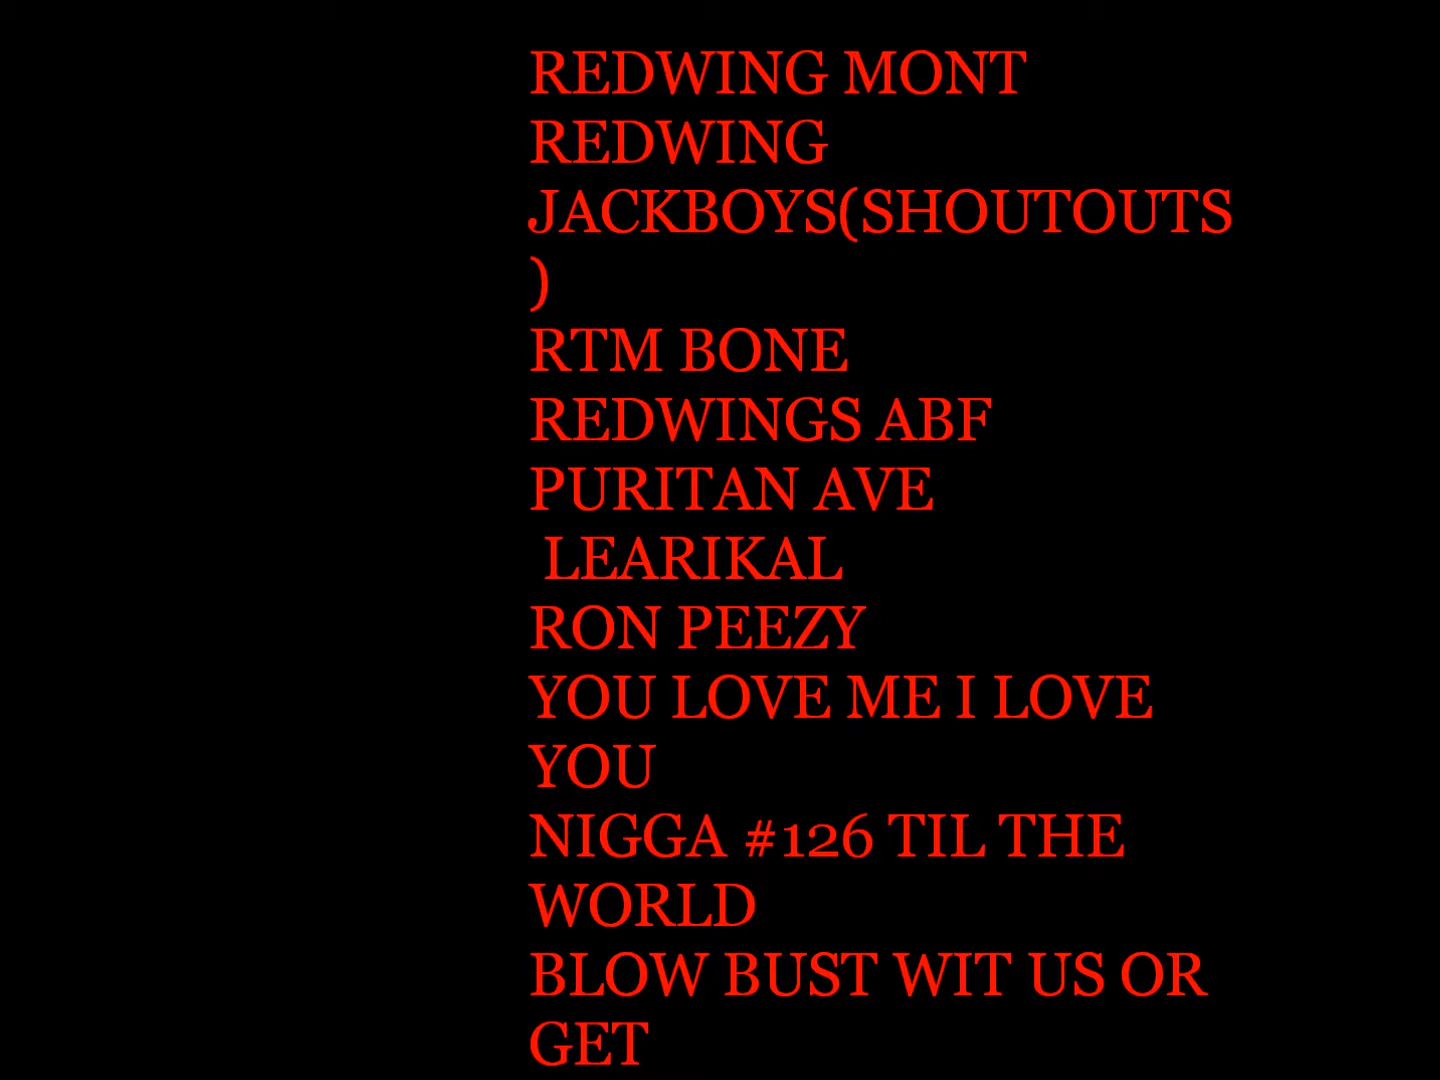 REDWING MONT
REDWING
JACKBOYS(SHOUTOUTS
)
RTM BONE
REDWINGS ABF
PURITAN AVE
LEARIKAL
RON PEEZY
YOU LOVE ME I LOVE
YOU
NIGGA #126 TIL THE
WORLD
BLOW BUST WIT US OR
GET